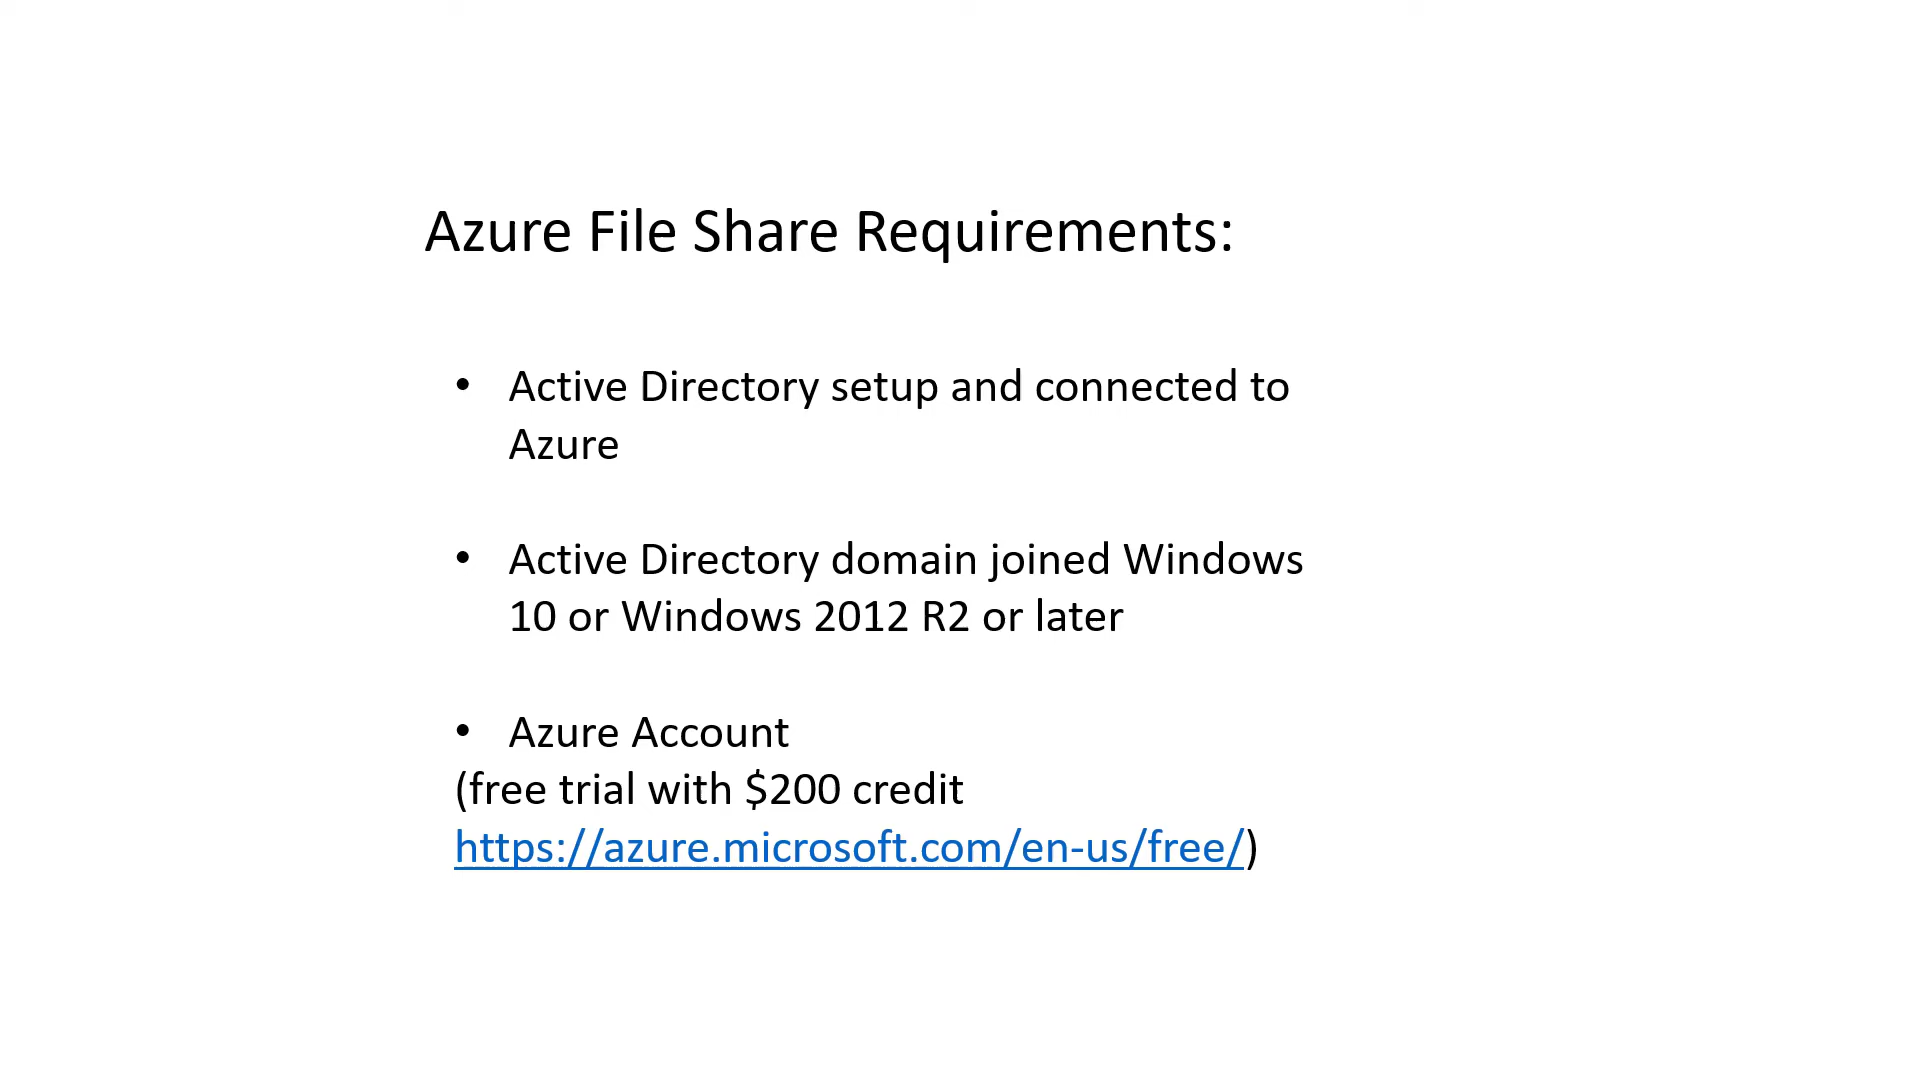 Azure File Share Requirements:
• Active Directory setup and connected to
Azure
• Active Directory domain joined Windows
10 or Windows 2012 R2 or later
• Azure Account
(free trial with $200 credit
https://azure.microsoft.com/en-us/free/)